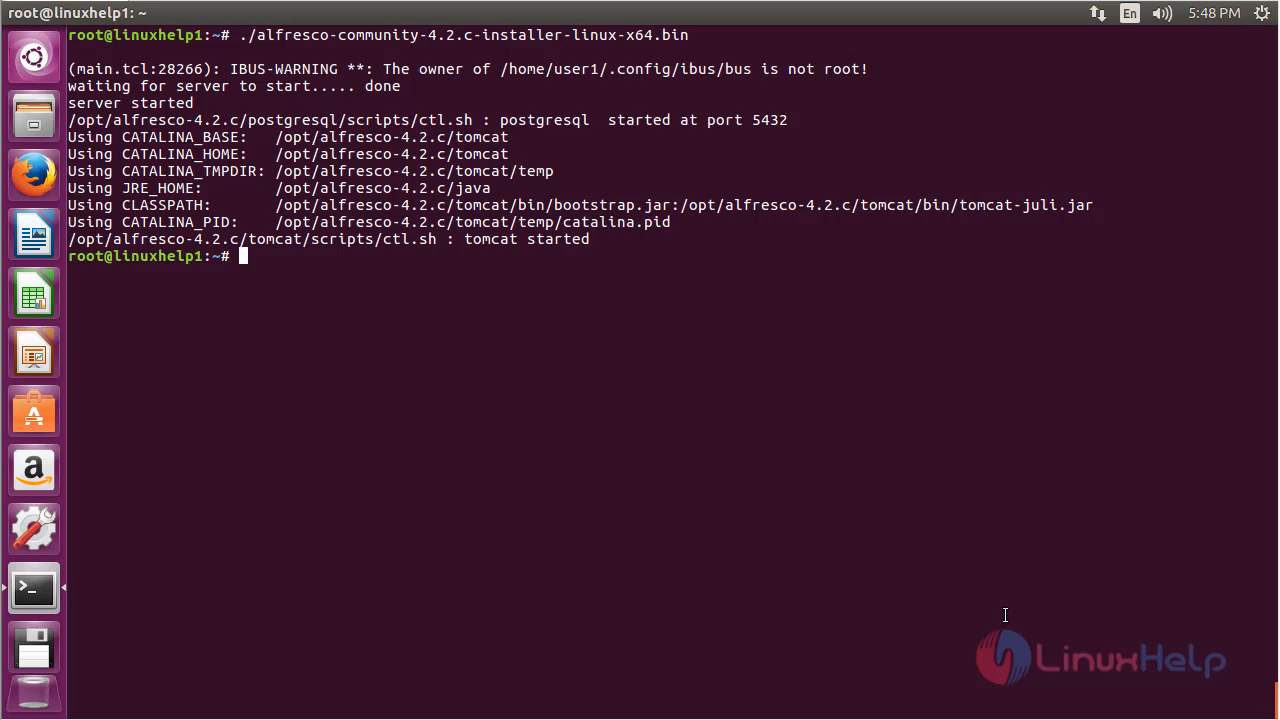 root@linuxhelp1: ~
En
5:48 PM
root@linuxhelp1:~# ./alfresco-community-4.2.c-installer-linux-x64.bin
(main.tcl:28266): IBUS-WARNING **: The owner of /home/user1/.config/ibus/bus is not root!
waiting for server to start..... done
server started
/opt/alfresco-4.2.c/postgresql/scripts/ctl.sh : postgresql  started at port 5432
Using CATALINA_BASE:   /opt/alfresco-4.2.c/tomcat
Using CATALINA_HOME:   /opt/alfresco-4.2.c/tomcat
Using CATALINA_TMPDIR: /opt/alfresco-4.2.c/tomcat/temp
Using JRE_HOME:        /opt/alfresco-4.2.c/java
Using CLASSPATH:       /opt/alfresco-4.2.c/tomcat/bin/bootstrap.jar:/opt/alfresco-4.2.c/tomcat/bin/tomcat-juli.jar
Using CATALINA_PID:    /opt/alfresco-4.2.c/tomcat/temp/catalina.pid
/opt/alfresco-4.2.c/tomcat/scripts/ctl.sh : tomcat started
root@linuxhelp1:~#
LinuxHelp